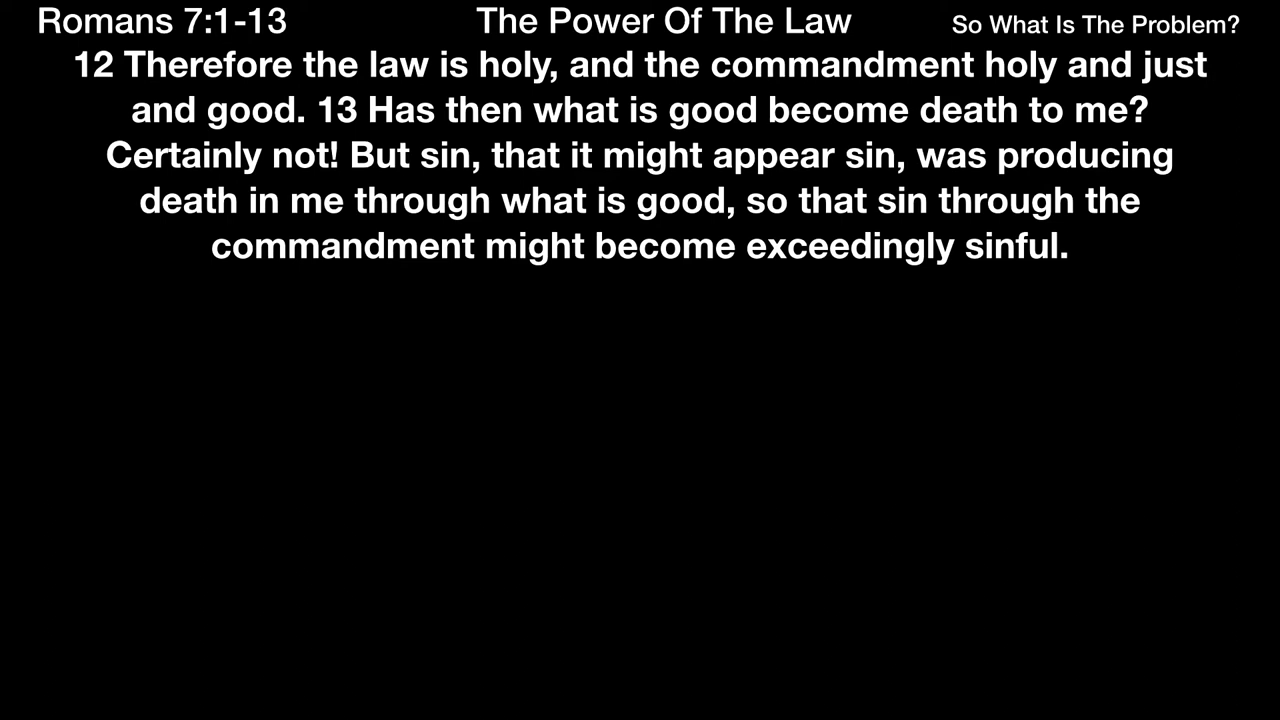 Romans 7:1-13 The Power Of The Law So What Is The Problem?
12 Therefore the law is holy, and the commandment holy and just
and good. 13 Has then what is good become death to me?
Certainly not! But sin, that it might appear sin, was producing
death in me through what is good, so that sin through the
commandment might become exceedingly sinful.